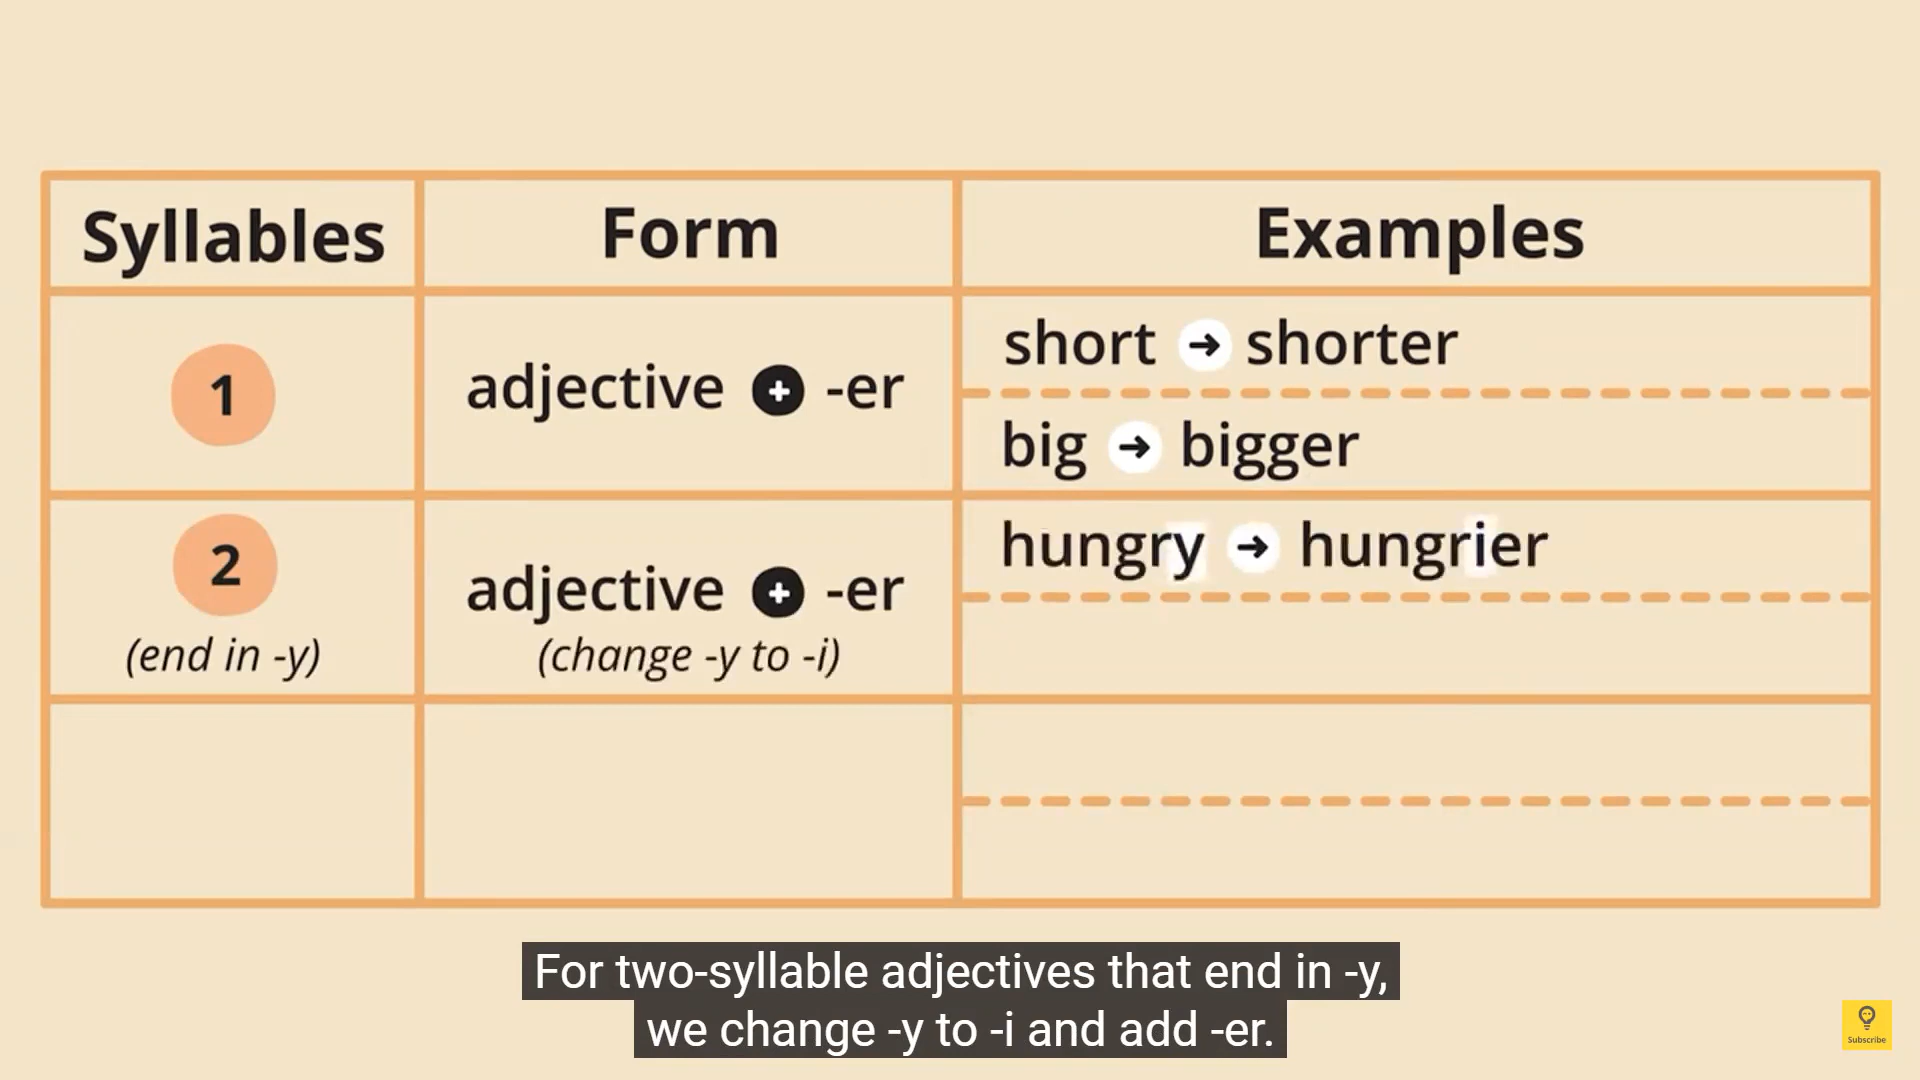 Syllables Form Examples
1 adjective + -er short → shorter
big → bigger
2 adjective + -er hungry → hungrier
(end in -y) (change -y to -i)
For two-syllable adjectives that end in -y,
we change -y to -i and add -er.
Subscribe